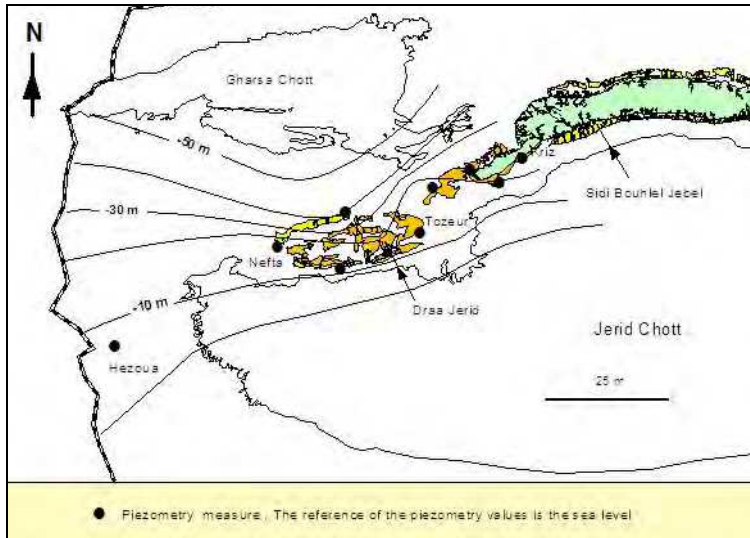 N
Gharsa Chott
-50 m
Kriz
Sidi Bouhlel Jebel
-30 m
Tozeur
Nefta
Draa Jerid
-10 m
Jerid Chott
Hezoua
25 m
Piezometry measure. The reference of the piezometry values is the sea level